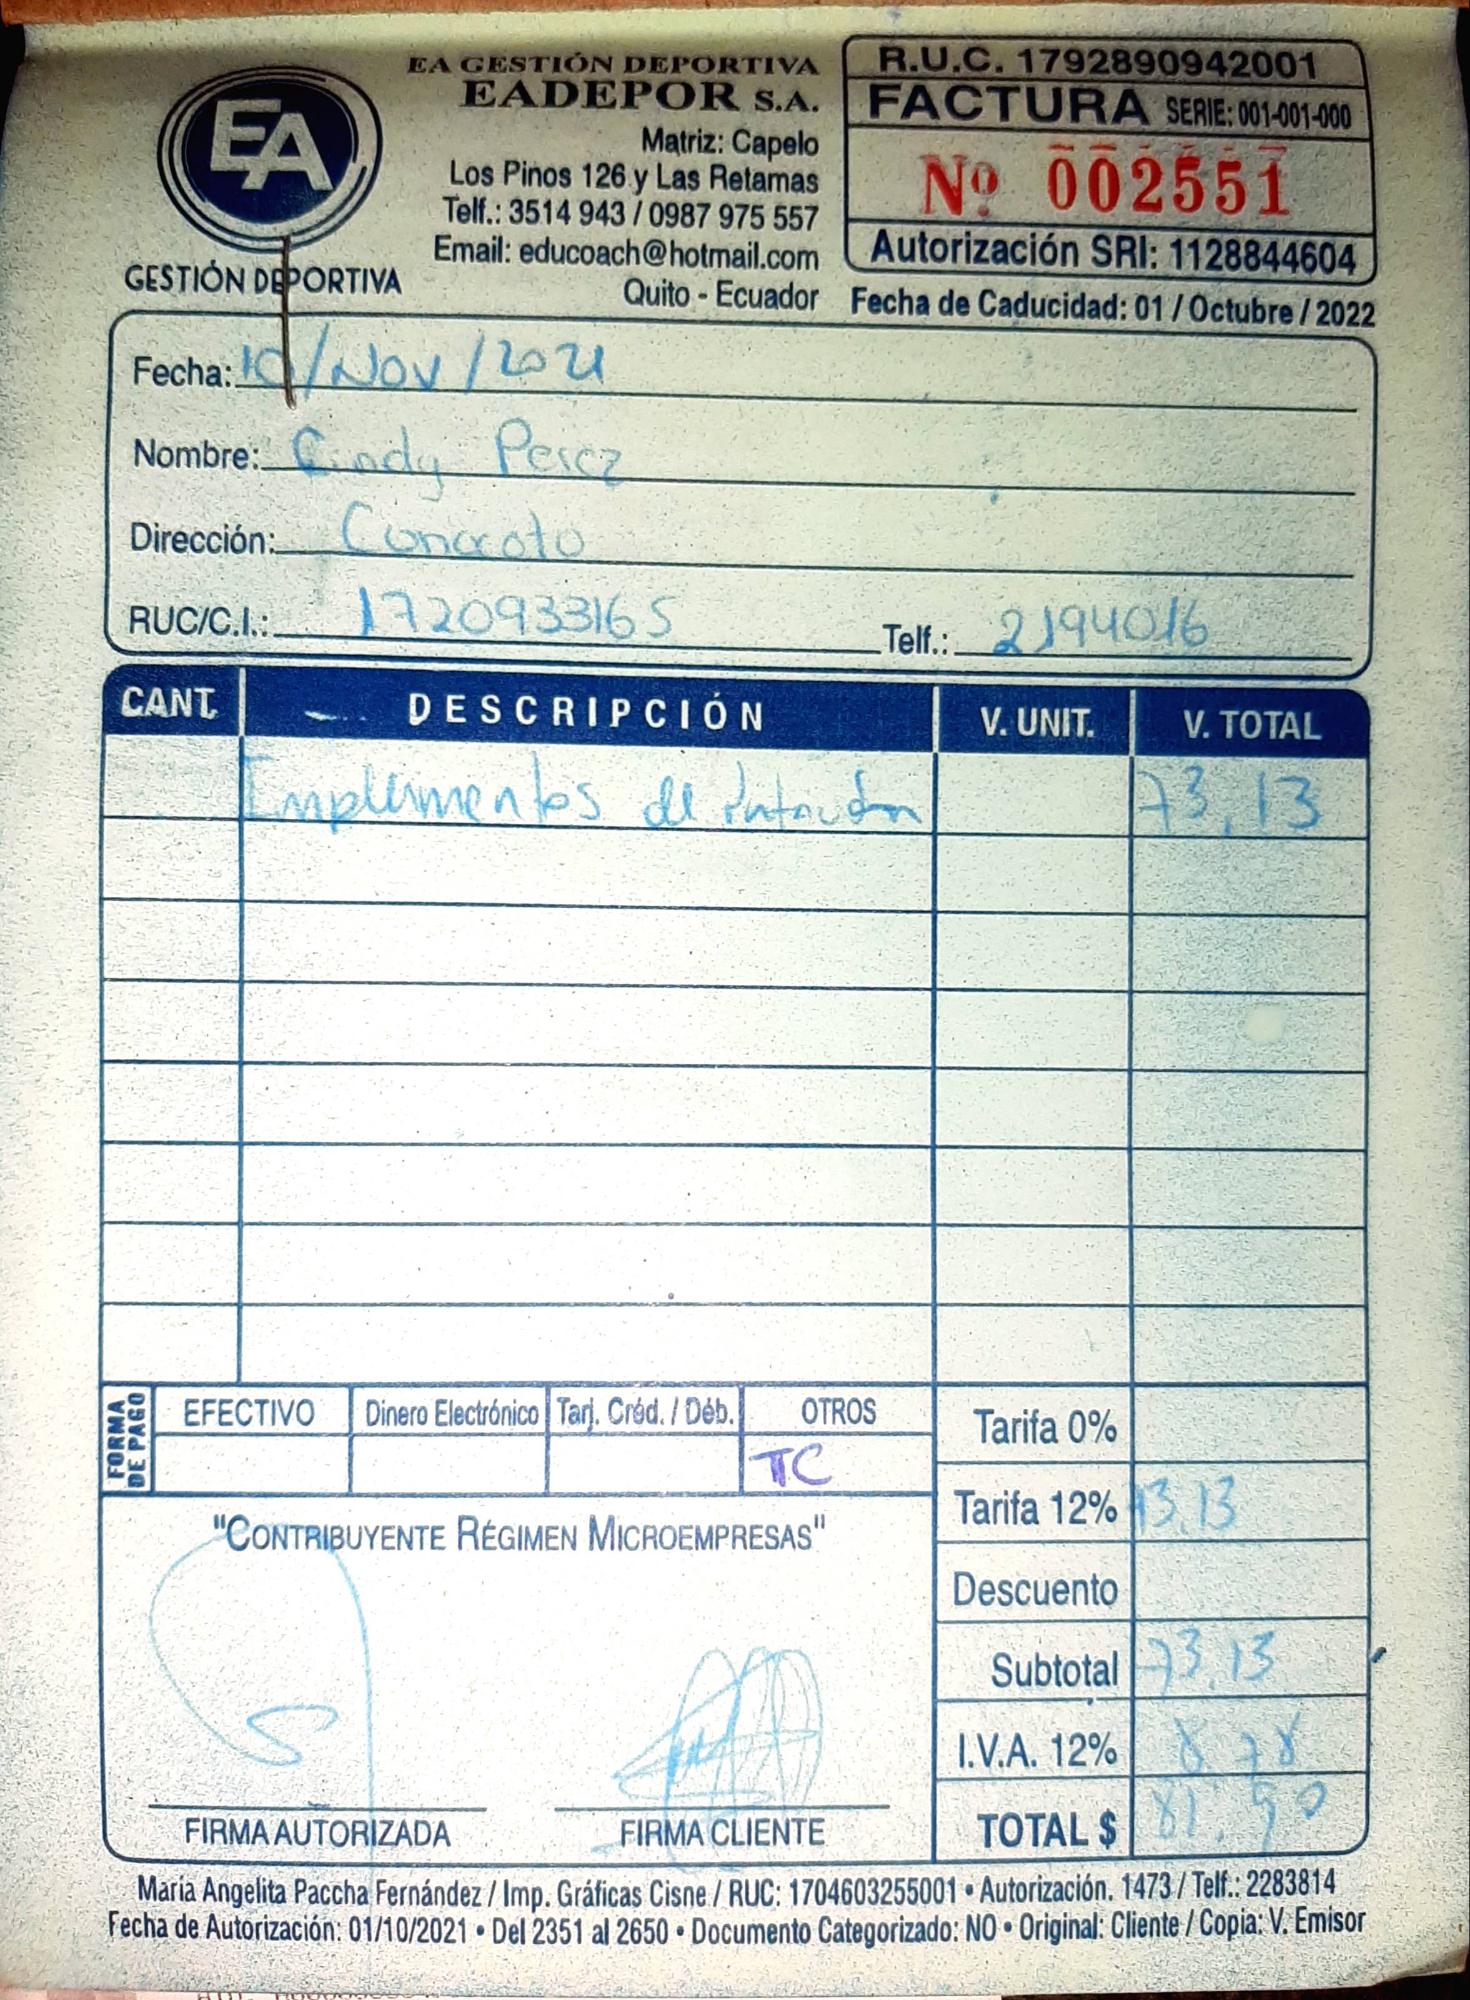 EA
GESTIÓN DEPORTIVA
EA GESTIÓN DEPORTIVA
EADEPOR S.A.
Matriz: Capelo
Los Pinos 126 y Las Retamas
Telf.: 3514 943 / 0987 975 557
Email: educoach@hotmail.com
Quito - Ecuador
R.U.C. 1792890942001
FACTURA SERIE: 001-001-000
Nº 002551
Autorización SRI: 1128844604
Fecha de Caducidad: 01 / Octubre / 2022
Fecha: 10/Nov/2021
Nombre: Cindy Perez
Dirección: Conocoto
RUC/C.I.: 1720933165 Telf.: 2194016
CANT. DESCRIPCIÓN V. UNIT. V. TOTAL
Implementos de 73,13
FORMA DE PAGO
EFECTIVO Dinero Electrónico Tarj. Créd. / Déb. OTROS
TC
Tarifa 0%
Tarifa 12% 73.13
Descuento
Subtotal 73.13
I.V.A. 12% 8.78
TOTAL $ 81.90
"CONTRIBUYENTE RÉGIMEN MICROEMPRESAS"
FIRMA AUTORIZADA FIRMA CLIENTE
Maria Angelita Paccha Fernández / Imp. Gráficas Cisne / RUC: 1704603255001 • Autorización. 1473 / Telf.: 2283814
Fecha de Autorización: 01/10/2021 • Del 2351 al 2650 • Documento Categorizado: NO • Original: Cliente / Copia: V. Emisor